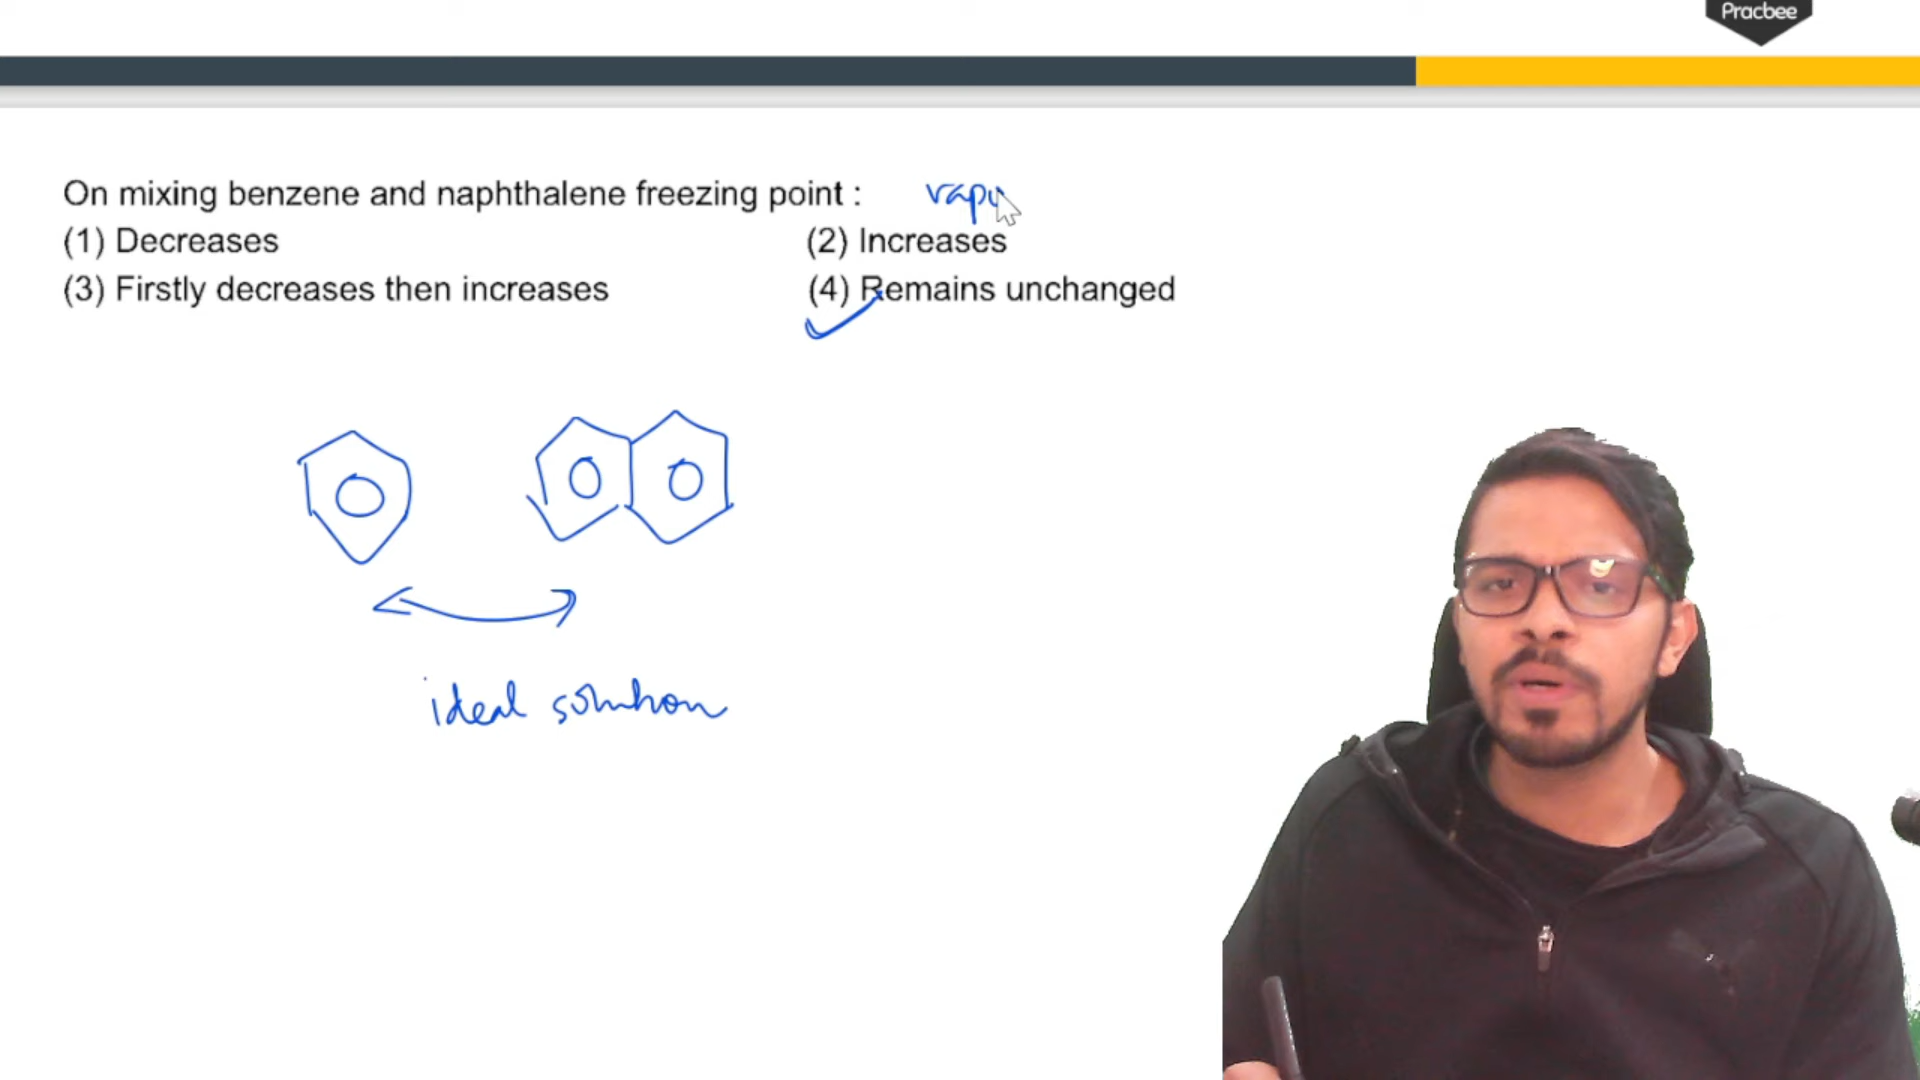 Pracbee
On mixing benzene and naphthalene freezing point : vapo
(1) Decreases (2) Increases
(3) Firstly decreases then increases (4) Remains unchanged
ideal solution